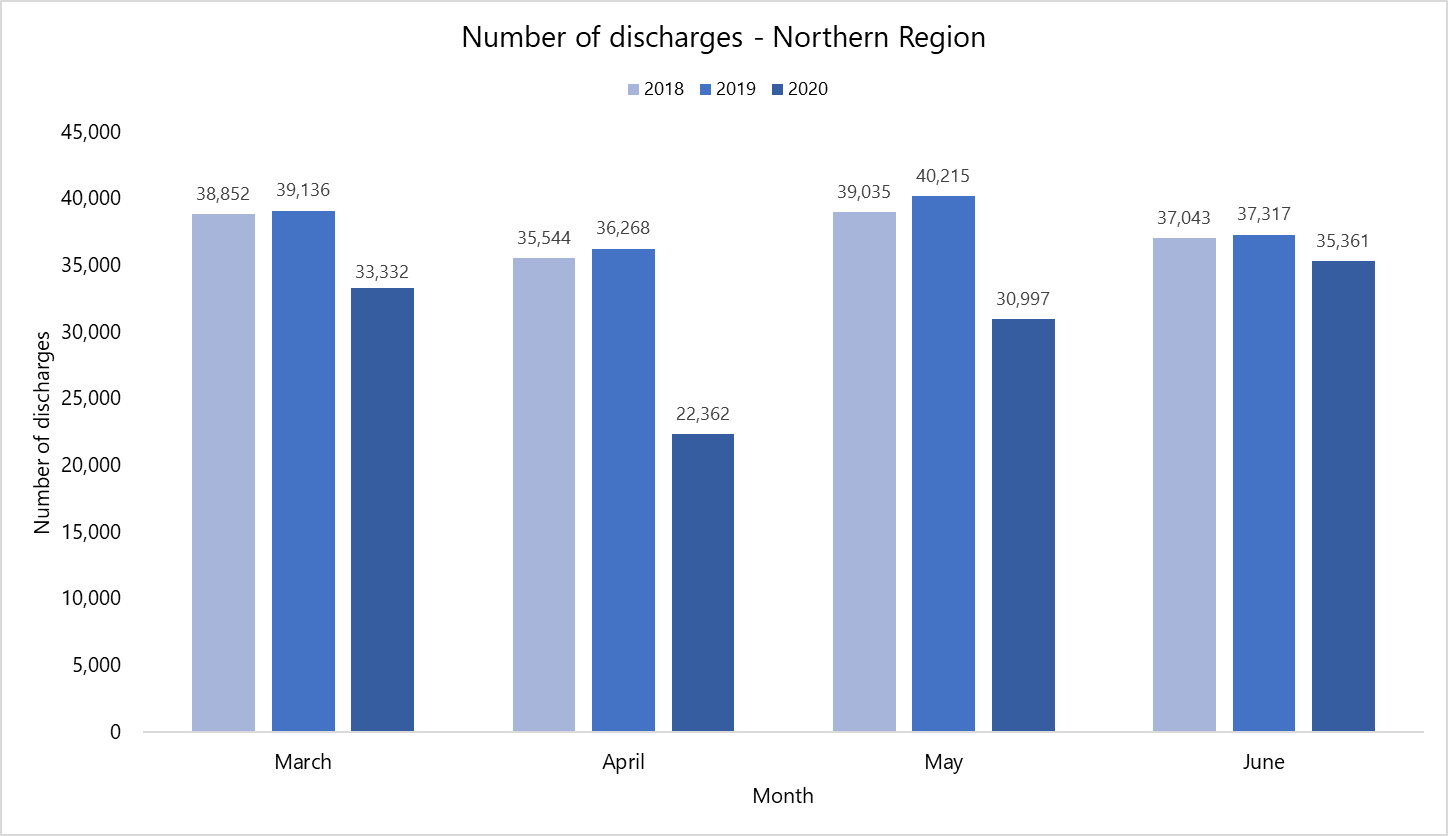 Number of discharges - Northern Region
2018 2019 2020
45,000
40,000
35,000
30,000
25,000
20,000
15,000
10,000
5,000
0
Number of discharges
38,852 39,136 33,332
35,544 36,268 22,362
39,035 40,215 30,997
37,043 37,317 35,361
March April May June
Month